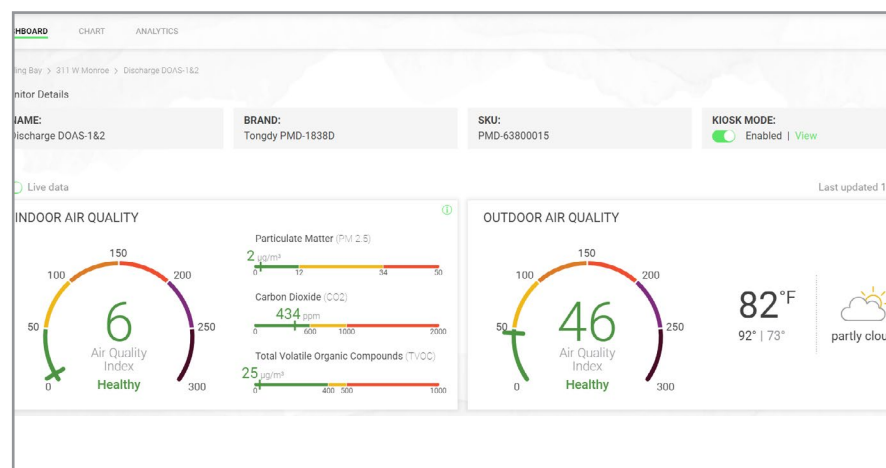 HBOARD CHART ANALYTICS
ling Bay > 311 W Monroe > Discharge DOAS-1&2
nitor Details
NAME: BRAND: SKU: KIOSK MODE:
Discharge DOAS-1&2 Tongdy PMD-1838D PMD-63800015 Enabled | View
Live data Last updated 1
INDOOR AIR QUALITY
0 50 100 150 200 250 300
6
Air Quality
Index
Healthy
Particulate Matter (PM 2.5)
2 µg/m³
0 12 34 50
Carbon Dioxide (CO2)
434 ppm
0 600 1000 2000
Total Volatile Organic Compounds (TVOC)
25 µg/m³
0 400 500 1000
OUTDOOR AIR QUALITY
0 50 100 150 200 250 300
46
Air Quality
Index
Healthy
82°F
92° | 73°
partly clou